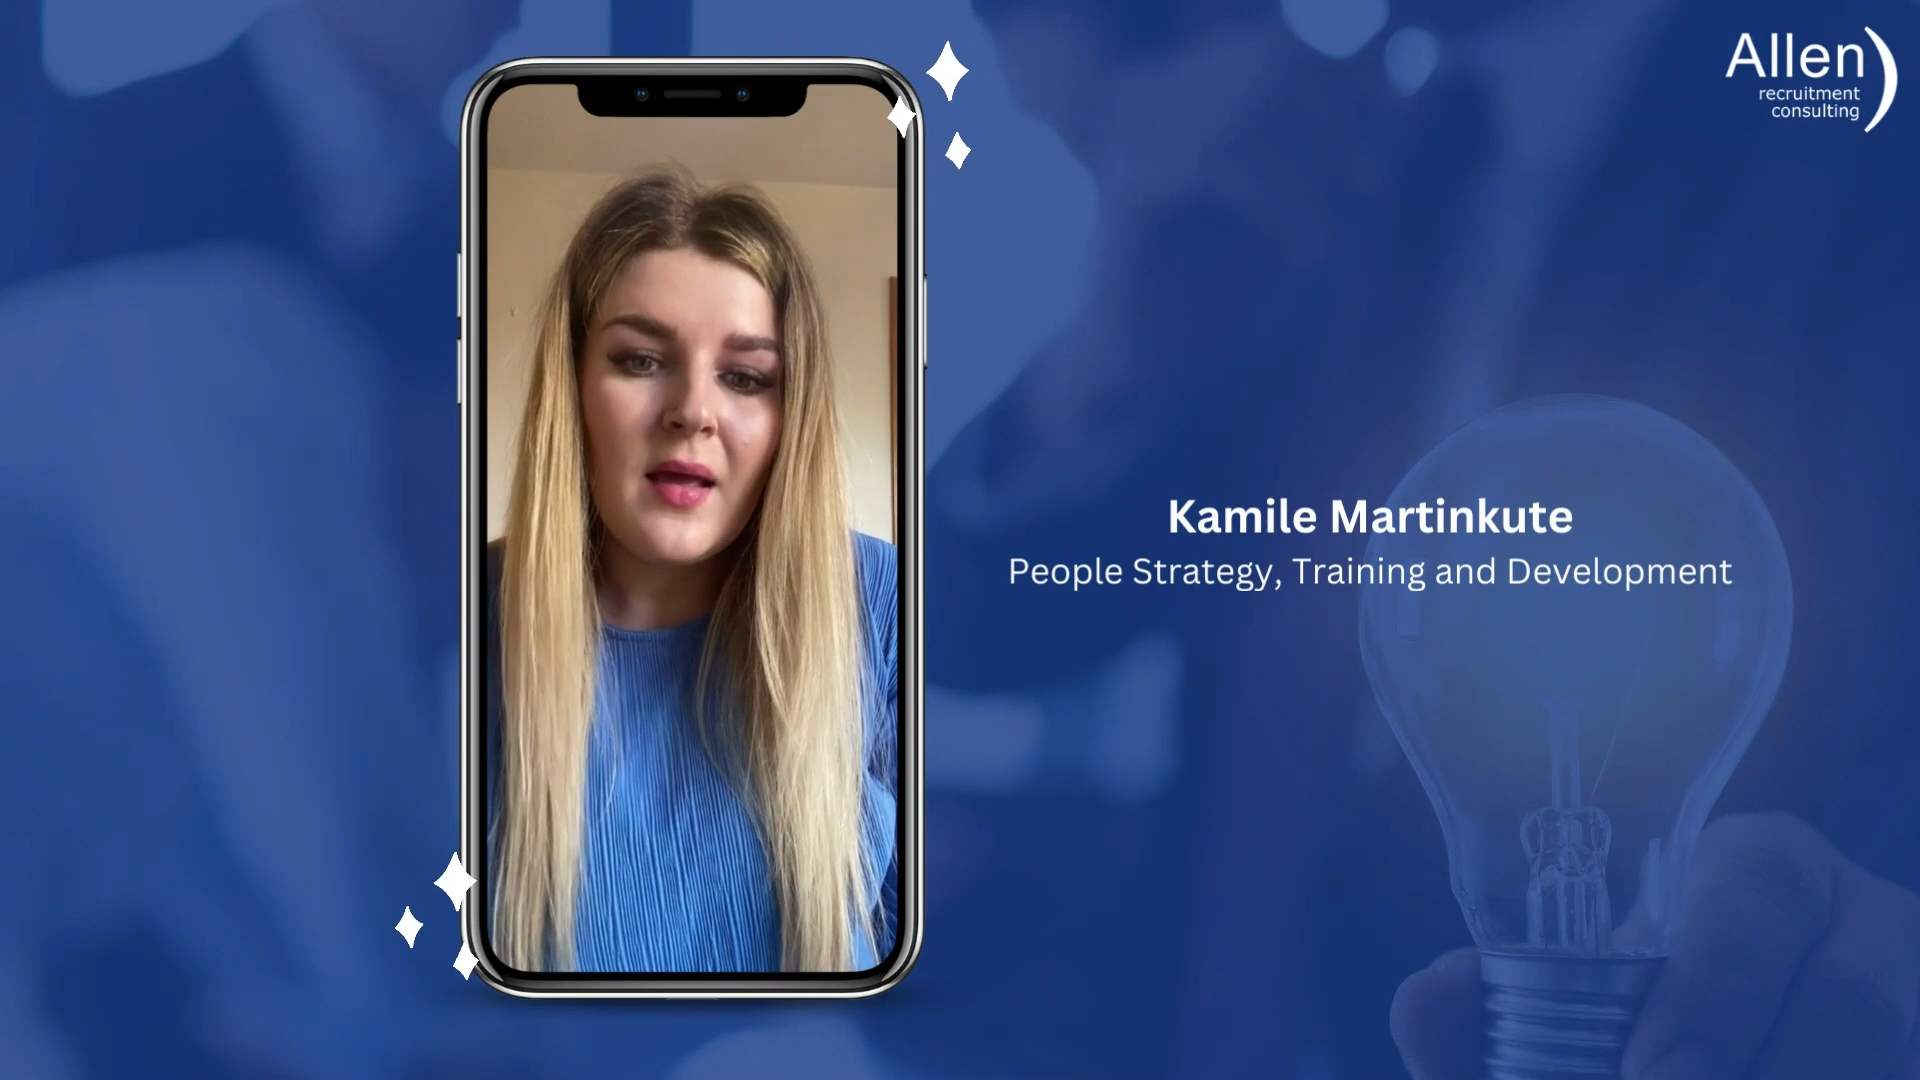 Allen
recruitment
consulting
Kamile Martinkute
People Strategy, Training and Development